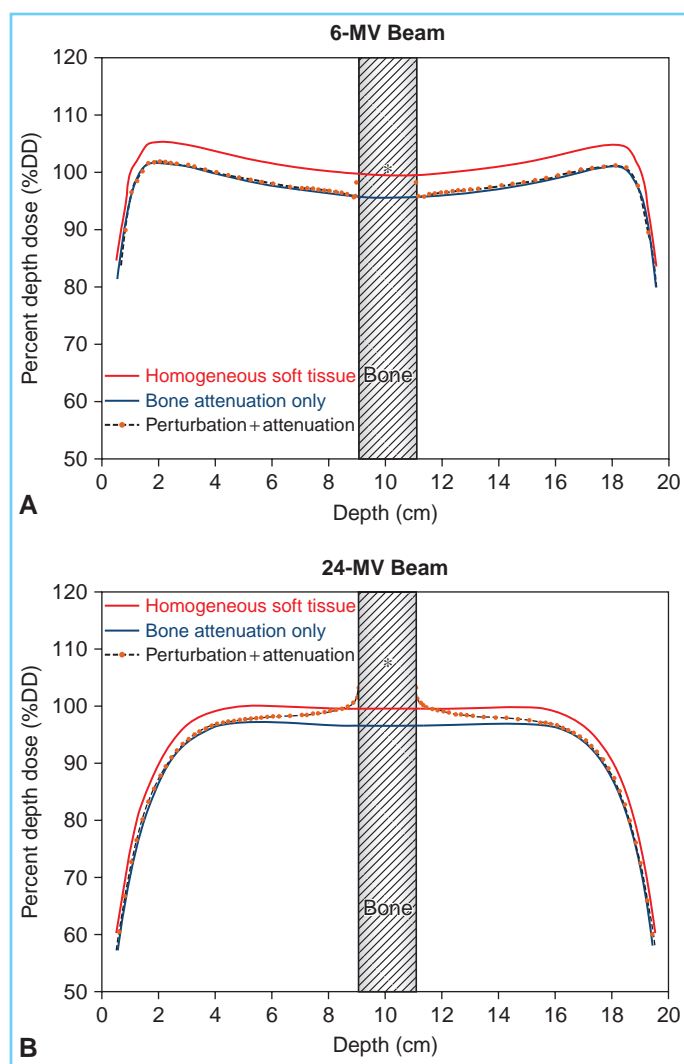 6-MV Beam
120
110
100
90
80
70
60
50
Percent depth dose (%DD)
*
Homogeneous soft tissue
Bone attenuation only
Perturbation+attenuation
Bone
0 2 4 6 8 10 12 14 16 18 20
Depth (cm)
A
24-MV Beam
120
110
100
90
80
70
60
50
Percent depth dose (%DD)
Homogeneous soft tissue
Bone attenuation only
Perturbation+attenuation
*
Bone
0 2 4 6 8 10 12 14 16 18 20
Depth (cm)
B